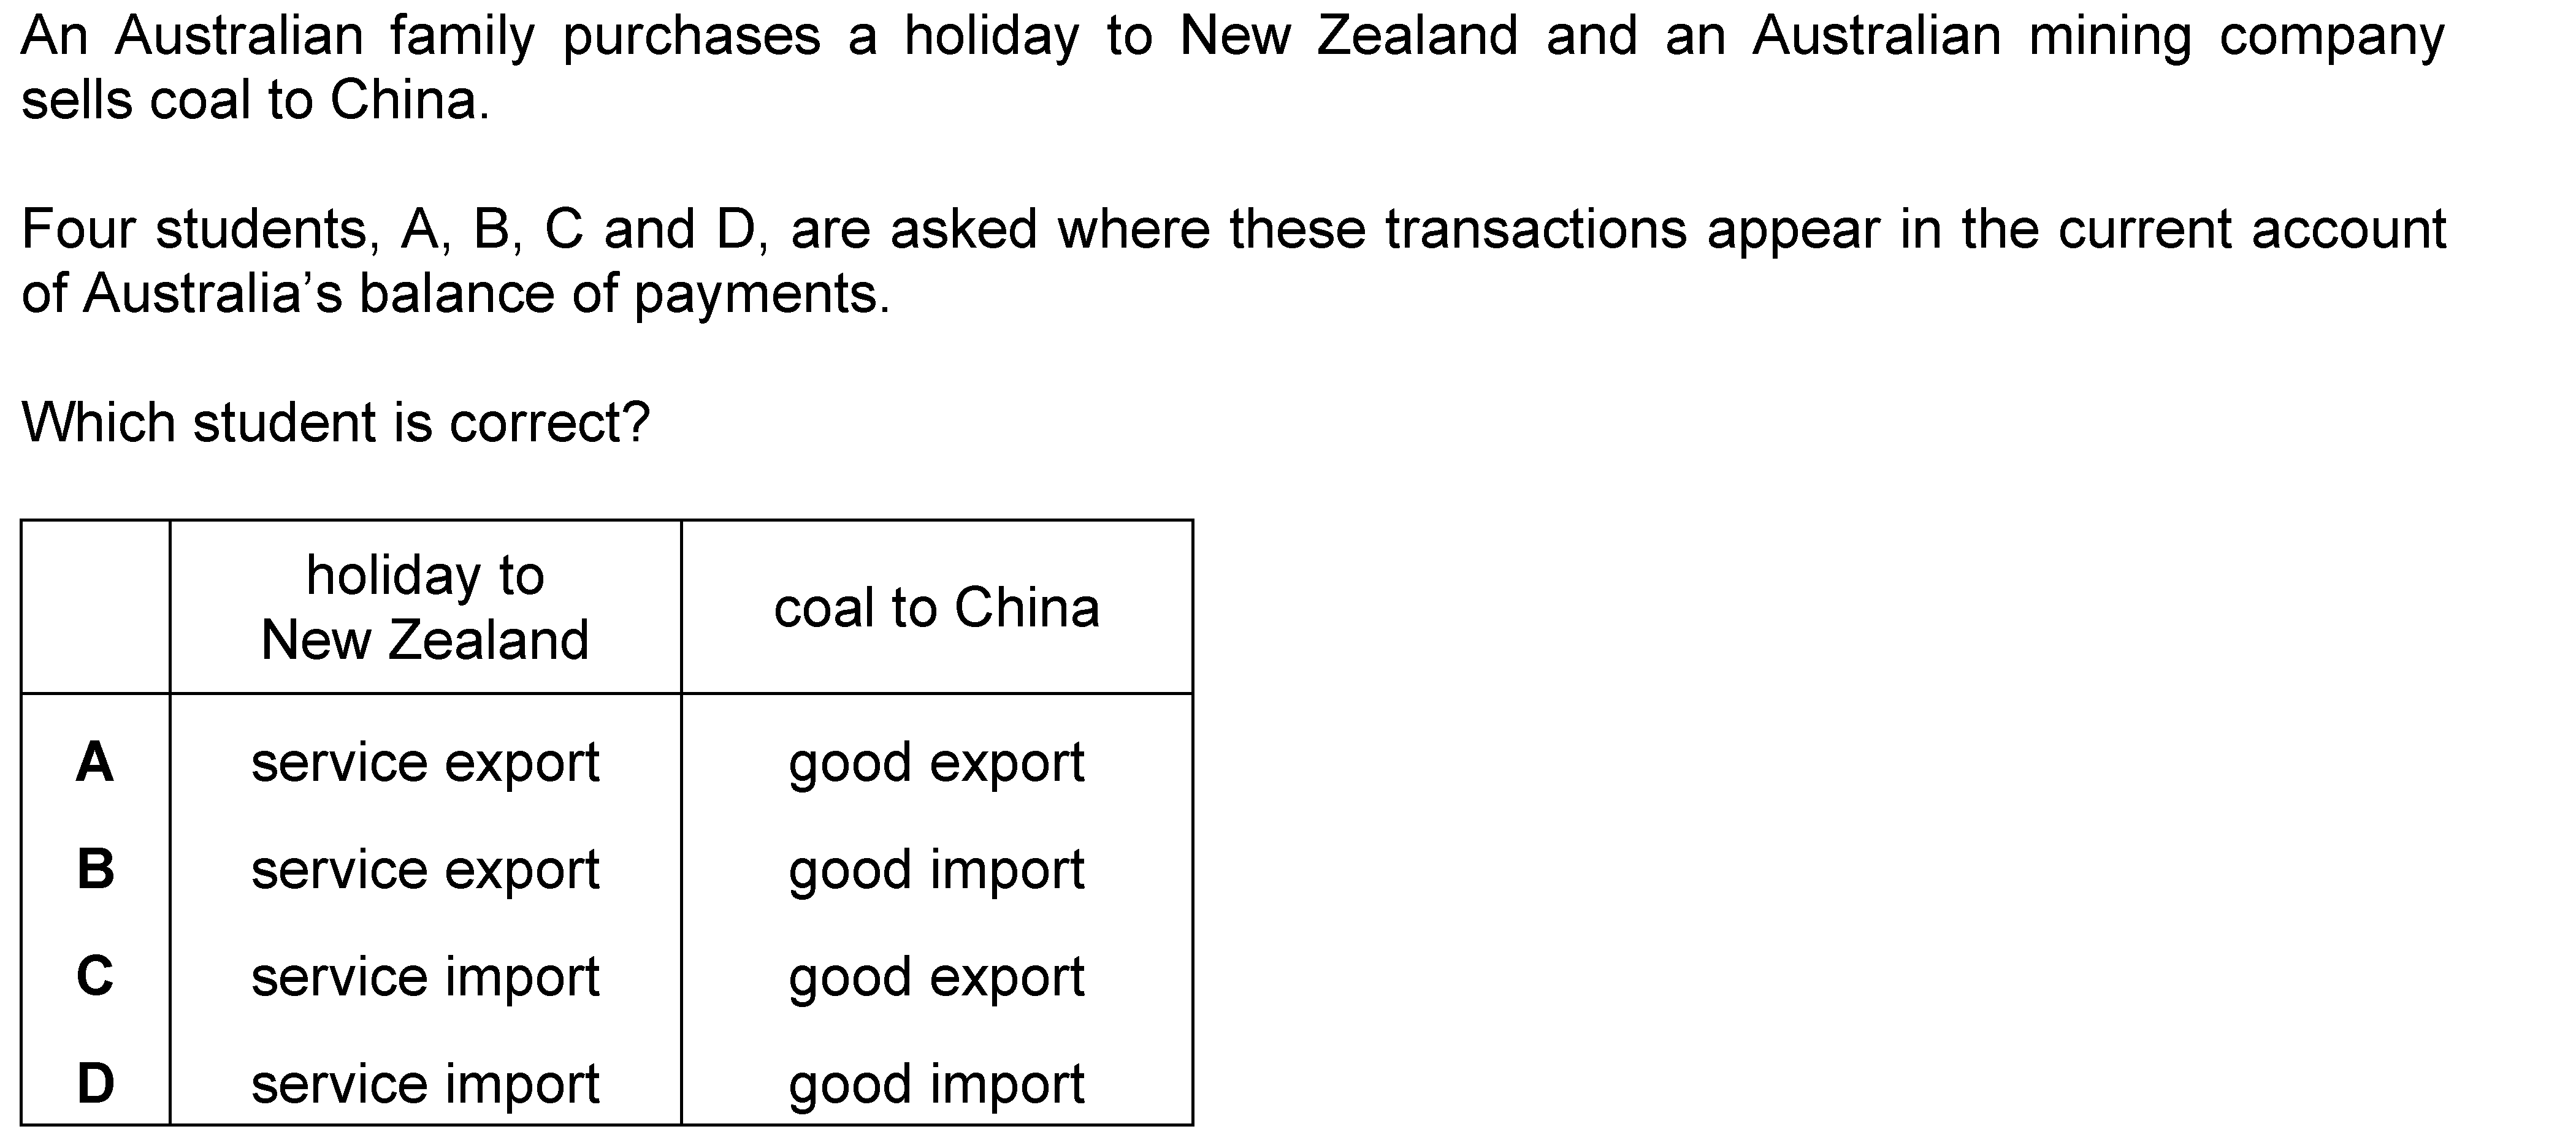 An Australian family purchases a holiday to New Zealand and an Australian mining company
sells coal to China.
Four students, A, B, C and D, are asked where these transactions appear in the current account
of Australia’s balance of payments.
Which student is correct?
holiday to
New Zealand
coal to China
A service export good export
B service export good import
C service import good export
D service import good import